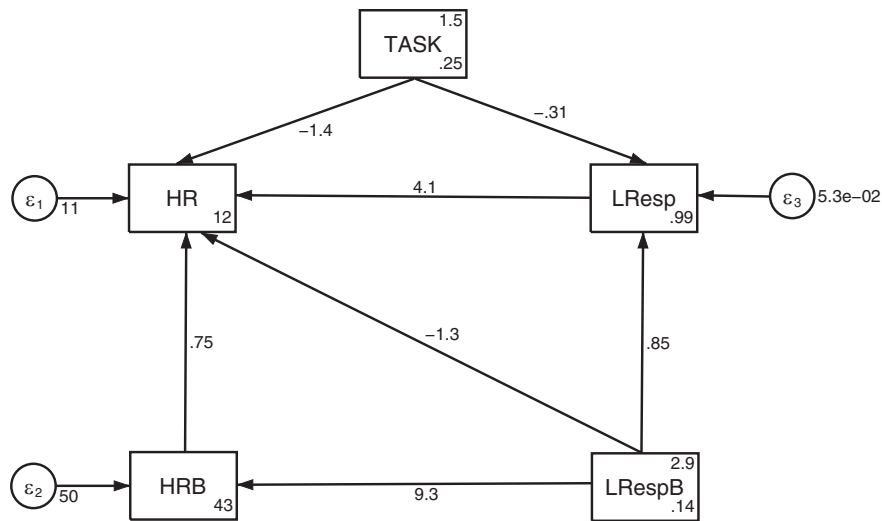 1.5
TASK
.25
−1.4
−.31
ε1
11
HR
12
4.1
LResp
.99
ε3
5.3e−02
.75
−1.3
.85
ε2
50
HRB
43
9.3
2.9
LRespB
.14